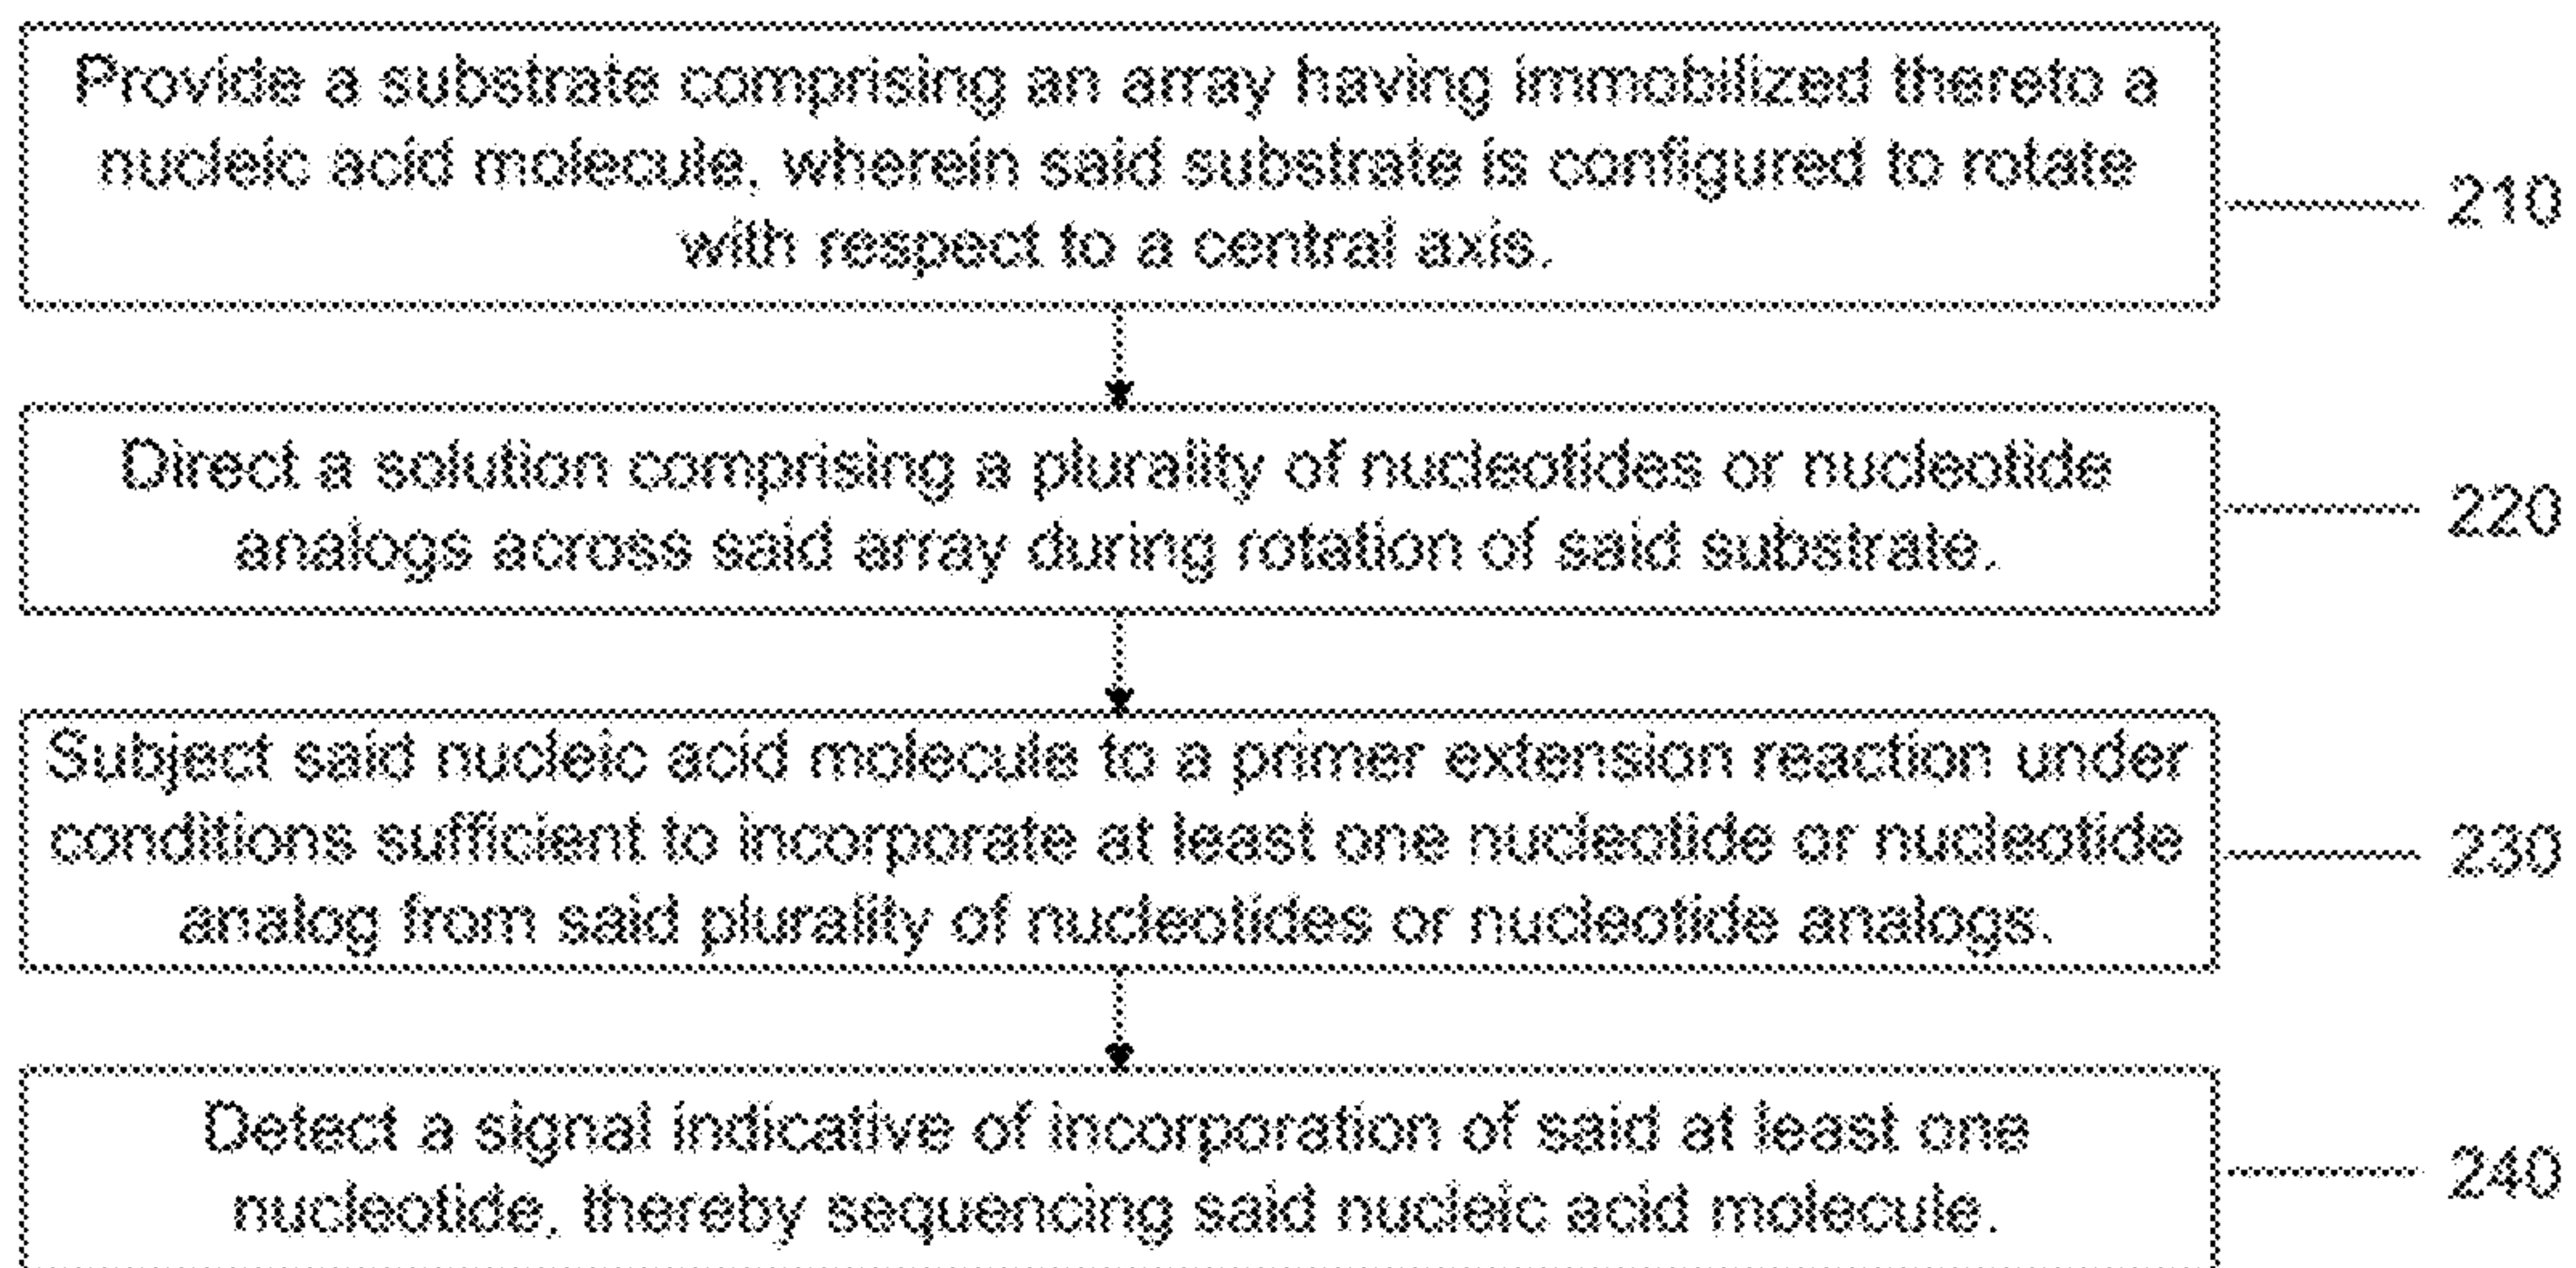 Provide a substrate comprising an array having immobilized thereto a
nucleic acid molecule, wherein said substrate is configured to rotate
with respect to a central axis.
210
Direct a solution comprising a plurality of nucleotides or nucleotide
analogs across said array during rotation of said substrate.
220
Subject said nucleic acid molecule to a primer extension reaction under
conditions sufficient to incorporate at least one nucleotide or nucleotide
analog from said plurality of nucleotides or nucleotide analogs.
230
Detect a signal indicative of incorporation of said at least one
nucleotide, thereby sequencing said nucleic acid molecule.
240